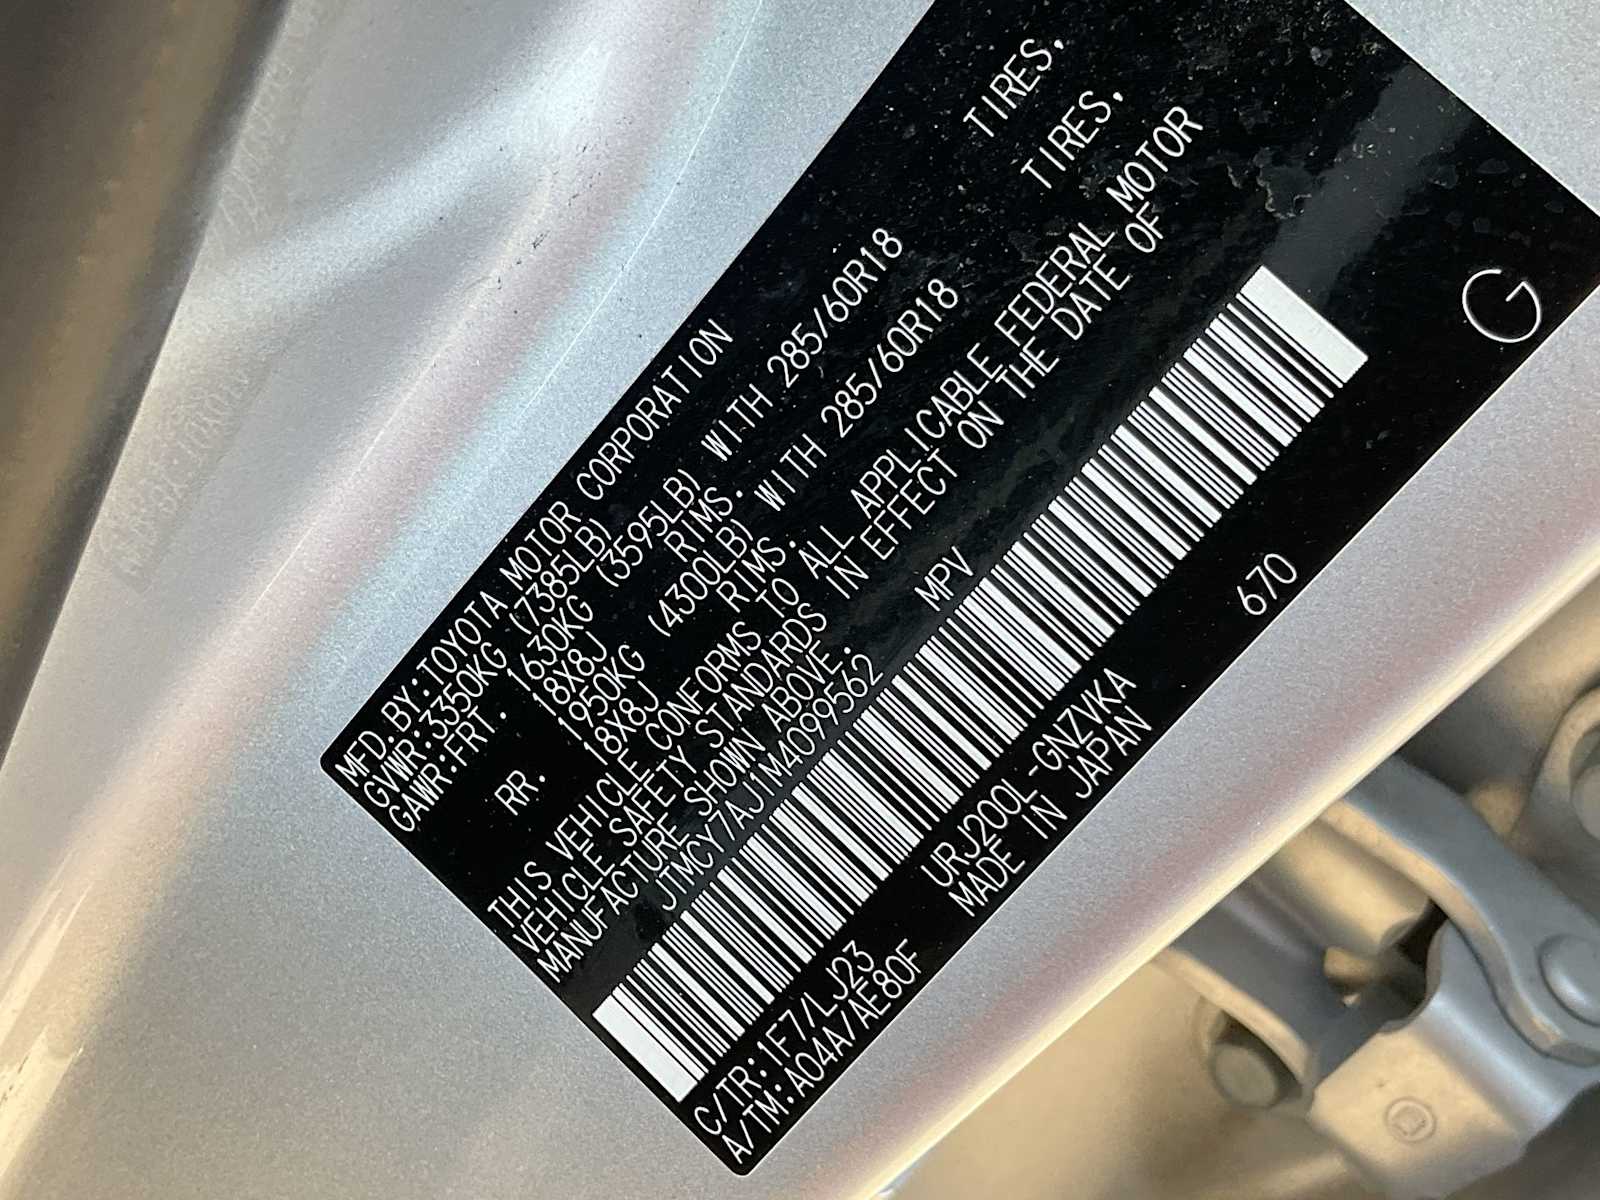 MFD.BY:TOYOTA MOTOR CORPORATION
GVWR:3350KG (7385LB)
GAWR:FRT. 1630KG (3595LB) WITH 285/60R18 TIRES,
18X8J RIMS.
RR. 1950KG (4300LB) WITH 285/60R18 TIRES,
18X8J RIMS.
THIS VEHICLE CONFORMS TO ALL APPLICABLE FEDERAL MOTOR
VEHICLE SAFETY STANDARDS IN EFFECT ON THE DATE OF
MANUFACTURE SHOWN ABOVE.
JTMCY7AJ1M4099562 MPV
G
C/TR:1F7/LJ23 URJ200L-GNZVKA 670
A/TM:A04A/AE80F MADE IN JAPAN